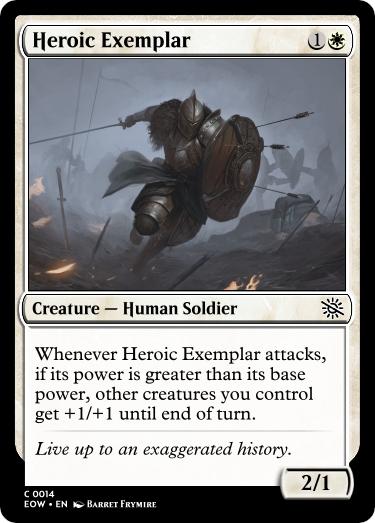 Heroic Exemplar 1
Creature — Human Soldier
Whenever Heroic Exemplar attacks,
if its power is greater than its base
power, other creatures you control
get +1/+1 until end of turn.
Live up to an exaggerated history.
2/1
C 0014
EOW • EN Barret Frymire